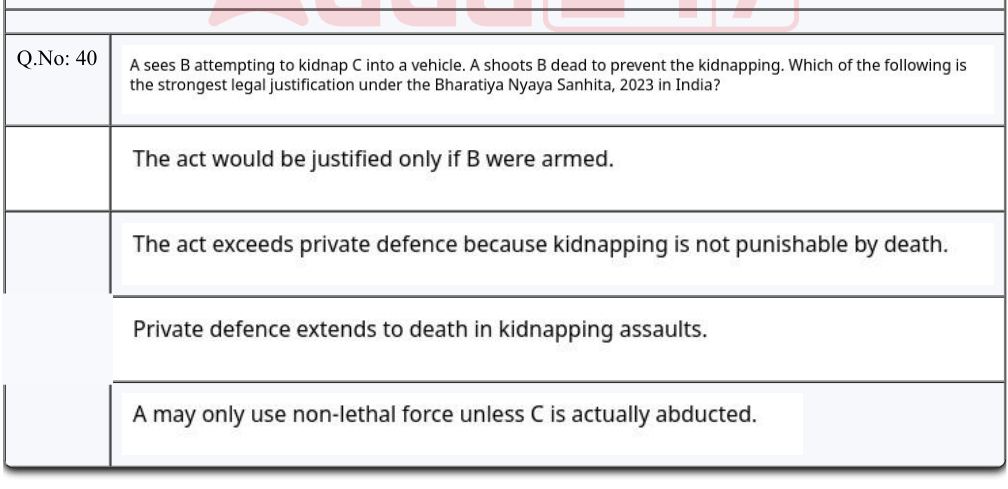 Q.No: 40
A sees B attempting to kidnap C into a vehicle. A shoots B dead to prevent the kidnapping. Which of the following is
the strongest legal justification under the Bharatiya Nyaya Sanhita, 2023 in India?
The act would be justified only if B were armed.
The act exceeds private defence because kidnapping is not punishable by death.
Private defence extends to death in kidnapping assaults.
A may only use non-lethal force unless C is actually abducted.